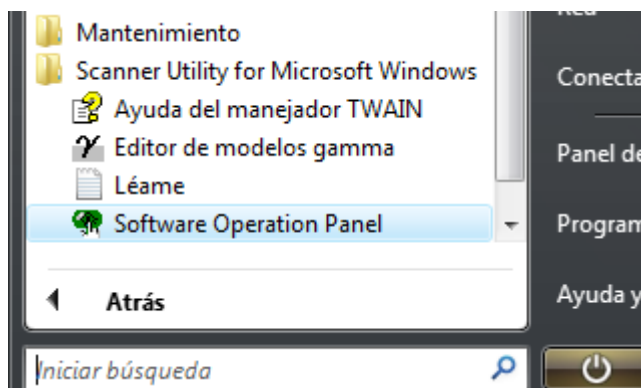 Mantenimiento
Scanner Utility for Microsoft Windows
Ayuda del manejador TWAIN
Editor de modelos gamma
Léame
Software Operation Panel
Atrás
Iniciar búsqueda
Conecta
Panel de
Program
Ayuda y